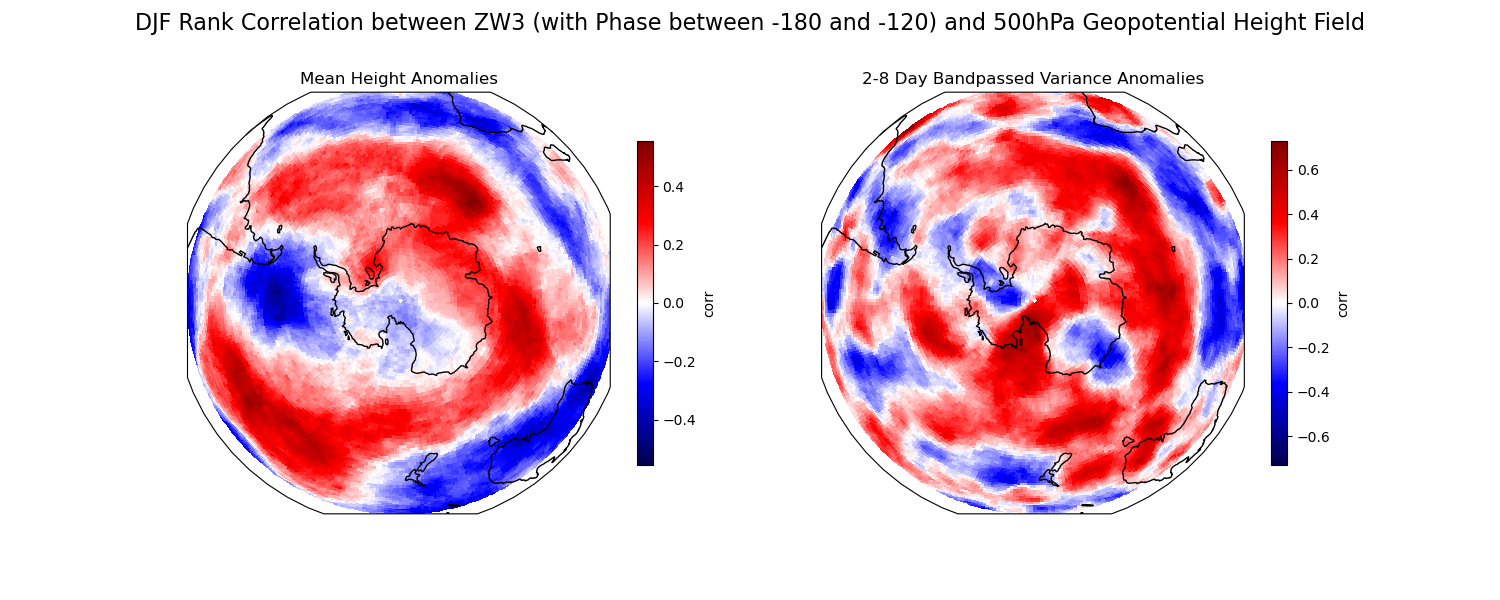 DJF Rank Correlation between ZW3 (with Phase between -180 and -120) and 500hPa Geopotential Height Field
Mean Height Anomalies
0.4
0.2
0.0
−0.2
−0.4
corr
2-8 Day Bandpassed Variance Anomalies
0.6
0.4
0.2
0.0
−0.2
−0.4
−0.6
corr